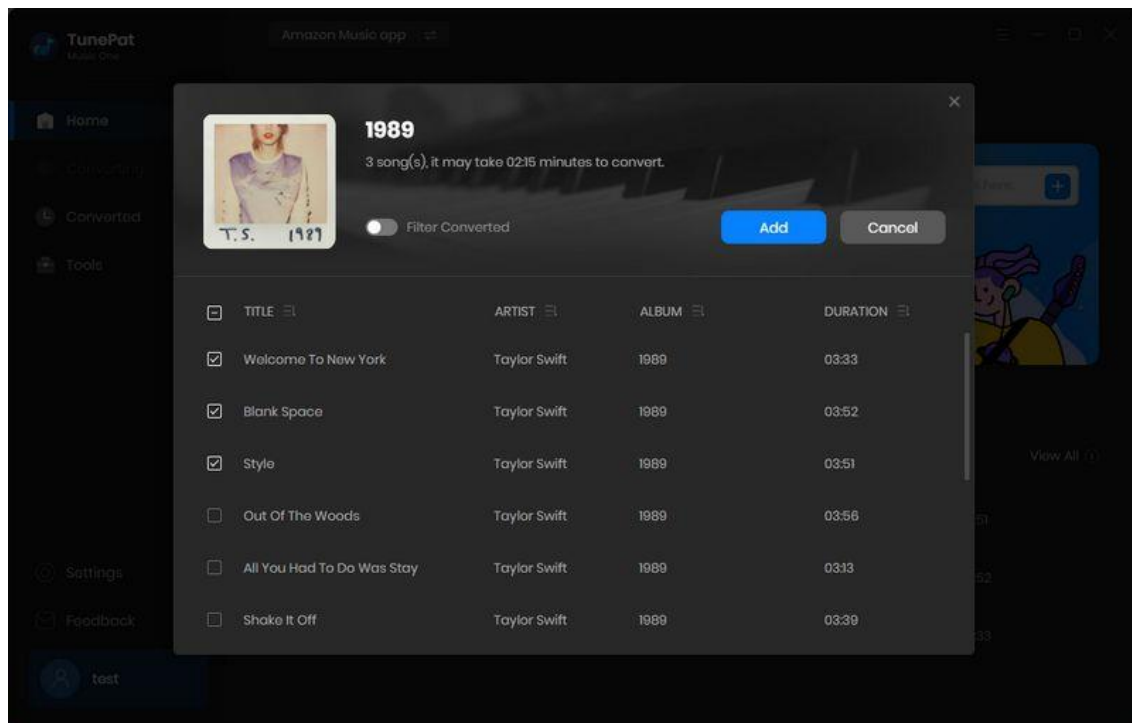 TunePat
Music One
Amazon Music app
Home
Converting
Converted
Tools
Settings
Feedback
test
1989
3 song(s), it may take 02:15 minutes to convert.
T.S. 1989
Filter Converted
Add
Cancel
TITLE ARTIST ALBUM DURATION
Welcome To New York Taylor Swift 1989 03:33
Blank Space Taylor Swift 1989 03:52
Style Taylor Swift 1989 03:51
Out Of The Woods Taylor Swift 1989 03:56
All You Had To Do Was Stay Taylor Swift 1989 03:13
Shake It Off Taylor Swift 1989 03:39
View All